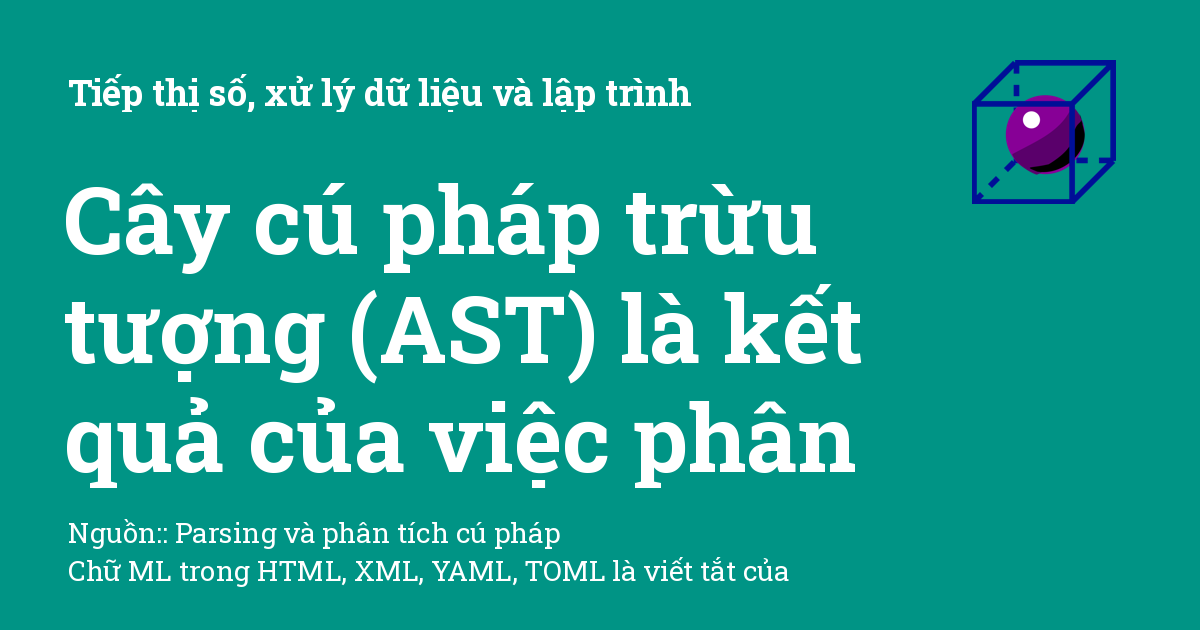 Tiếp thị số, xử lý dữ liệu và lập trình
Cây cú pháp trừu
tượng (AST) là kết
quả của việc phân
Nguồn:: Parsing và phân tích cú pháp
Chữ ML trong HTML, XML, YAML, TOML là viết tắt của